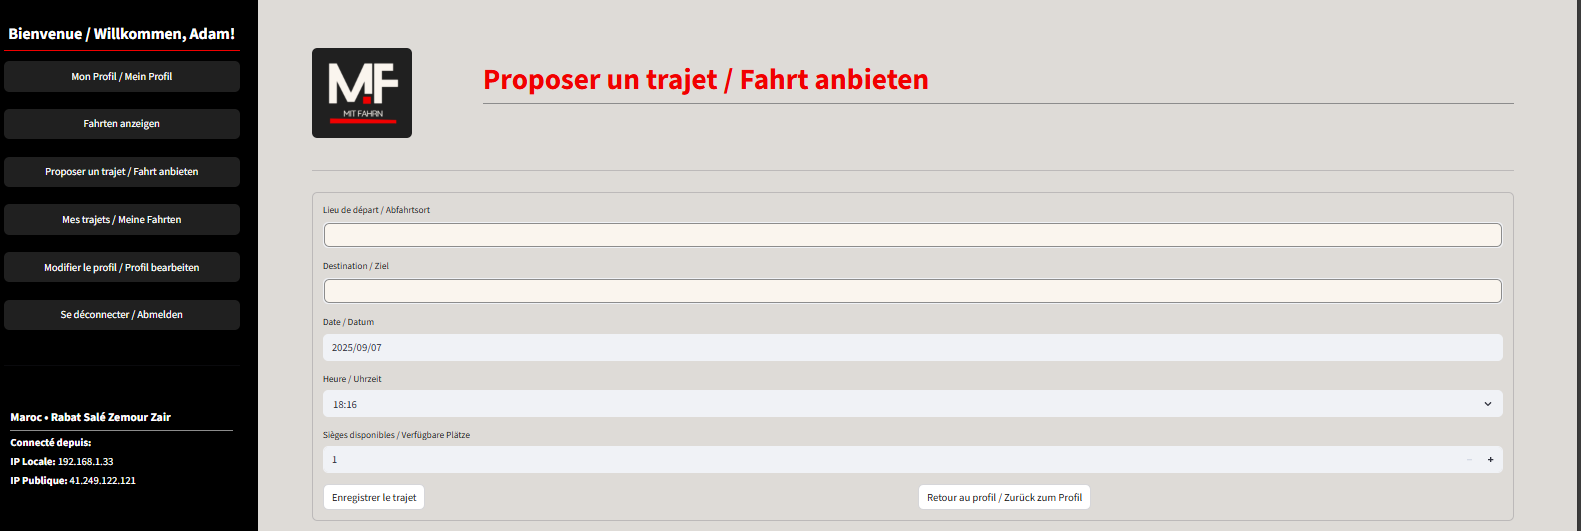 Bienvenue / Willkommen, Adam!
Mon Profil / Mein Profil
Fahrten anzeigen
Proposer un trajet / Fahrt anbieten
Mes trajets / Meine Fahrten
Modifier le profil / Profil bearbeiten
Se déconnecter / Abmelden
Maroc • Rabat Salé Zemour Zair
Connecté depuis:
IP Locale: 192.168.1.33
IP Publique: 41.249.122.121
M.F
MIT FAHRN
Proposer un trajet / Fahrt anbieten
Lieu de départ / Abfahrtsort
Destination / Ziel
Date / Datum
2025/09/07
Heure / Uhrzeit
18:16
Sièges disponibles / Verfügbare Plätze
1
Enregistrer le trajet
Retour au profil / Zurück zum Profil